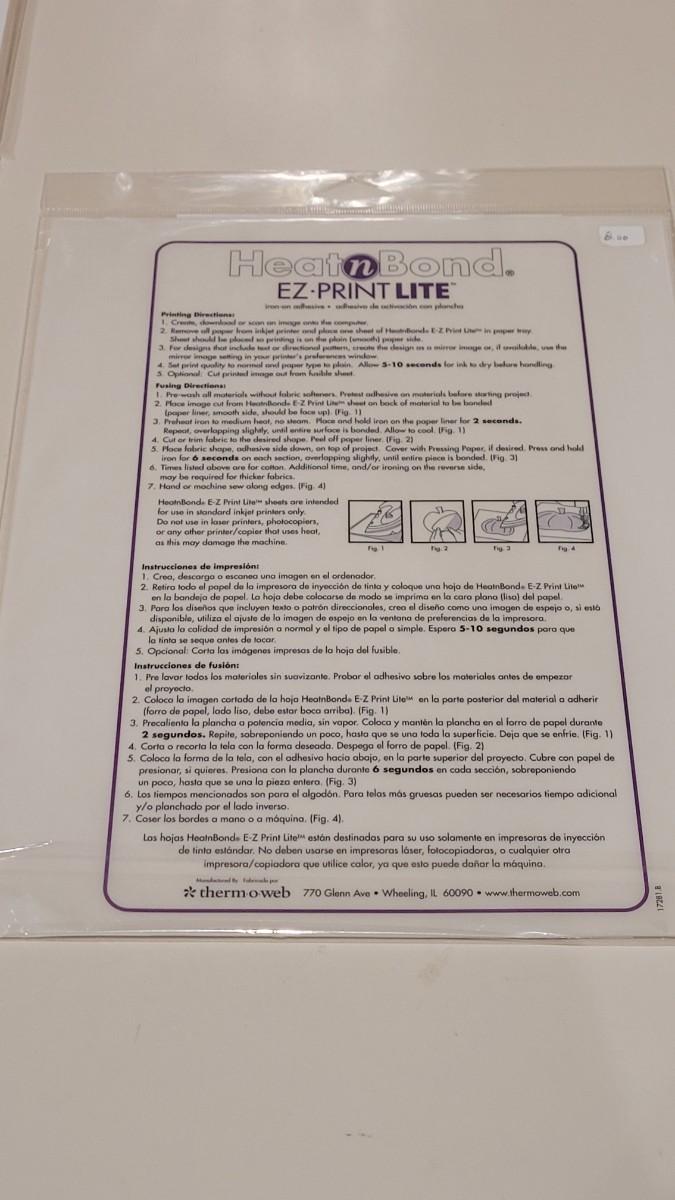 HeatnBond®
EZ·PRINT LITE™
iron-on adhesive • adhesivo de activación con plancha
Printing Directions:
1. Create, download or scan an image onto the computer.
2. Remove all paper from inkjet printer and place one sheet of HeatnBond® E-Z Print Lite™ in paper tray.
Sheet should be placed so printing is on the plain (smooth) paper side.
3. For designs that include text or directional pattern, create the design as a mirror image or, if available, use the
mirror image setting in your printer's preferences window.
4. Set print quality to normal and paper type to plain. Allow 5-10 seconds for ink to dry before handling.
5. Optional: Cut printed image out from fusible sheet.
Fusing Directions:
1. Pre-wash all materials without fabric softeners. Pretest adhesive on materials before starting project.
2. Place image cut from HeatnBond® E-Z Print Lite™ sheet on back of material to be bonded
(paper liner, smooth side, should be face up). (Fig. 1)
3. Preheat iron to medium heat, no steam. Place and hold iron on the paper liner for 2 seconds.
Repeat, overlapping slightly, until entire surface is bonded. Allow to cool. (Fig. 1)
4. Cut or trim fabric to the desired shape. Peel off paper liner. (Fig. 2)
5. Place fabric shape, adhesive side down, on top of project. Cover with Pressing Paper, if desired. Press and hold
iron for 6 seconds on each section, overlapping slightly, until entire piece is bonded. (Fig. 3)
6. Times listed above are for cotton. Additional time, and/or ironing on the reverse side,
may be required for thicker fabrics.
7. Hand or machine sew along edges. (Fig. 4)
HeatnBond® E-Z Print Lite™ sheets are intended
for use in standard inkjet printers only.
Do not use in laser printers, photocopiers,
or any other printer/copier that uses heat,
as this may damage the machine.
Fig. 1 Fig. 2 Fig. 3 Fig. 4
Instrucciones de impresión:
1. Crea, descarga o escanea una imagen en el ordenador.
2. Retira todo el papel de la impresora de inyección de tinta y coloque una hoja de HeatnBond® E-Z Print Lite™
en la bandeja de papel. La hoja debe colocarse de modo se imprima en la cara plana (lisa) del papel.
3. Para los diseños que incluyen texto o patrón direccionales, crea el diseño como una imagen de espejo o, si está
disponible, utiliza el ajuste de la imagen de espejo en la ventana de preferencias de la impresora.
4. Ajusta la calidad de impresión a normal y el tipo de papel a simple. Espera 5-10 segundos para que
la tinta se seque antes de tocar.
5. Opcional: Corta las imágenes impresas de la hoja del fusible.
Instrucciones de fusión:
1. Pre lavar todos los materiales sin suavizante. Probar el adhesivo sobre los materiales antes de empezar
el proyecto.
2. Coloca la imagen cortada de la hoja HeatnBond® E-Z Print Lite™ en la parte posterior del material a adherir
(forro de papel, lado liso, debe estar boca arriba). (Fig. 1)
3. Precalienta la plancha a potencia media, sin vapor. Coloca y mantén la plancha en el forro de papel durante
2 segundos. Repite, sobreponiendo un poco, hasta que se una toda la superficie. Deja que se enfríe. (Fig. 1)
4. Corta o recorta la tela con la forma deseada. Despega el forro de papel. (Fig. 2)
5. Coloca la forma de la tela, con el adhesivo hacia abajo, en la parte superior del proyecto. Cubre con papel de
presionar, si quieres. Presiona con la plancha durante 6 segundos en cada sección, sobreponiendo
un poco, hasta que se una la pieza entera. (Fig. 3)
6. Los tiempos mencionados son para el algodón. Para telas más gruesas pueden ser necesarios tiempo adicional
y/o planchado por el lado inverso.
7. Coser los bordes a mano o a máquina. (Fig. 4).
Las hojas HeatnBond® E-Z Print Lite™ están destinadas para su uso solamente en impresoras de inyección
de tinta estándar. No deben usarse en impresoras láser, fotocopiadoras, o cualquier otra
impresora/copiadora que utilice calor, ya que esto puede dañar la máquina.
Manufactured By Fabricado por
therm·o·web 770 Glenn Ave • Wheeling, IL 60090 • www.thermoweb.com
17281.B